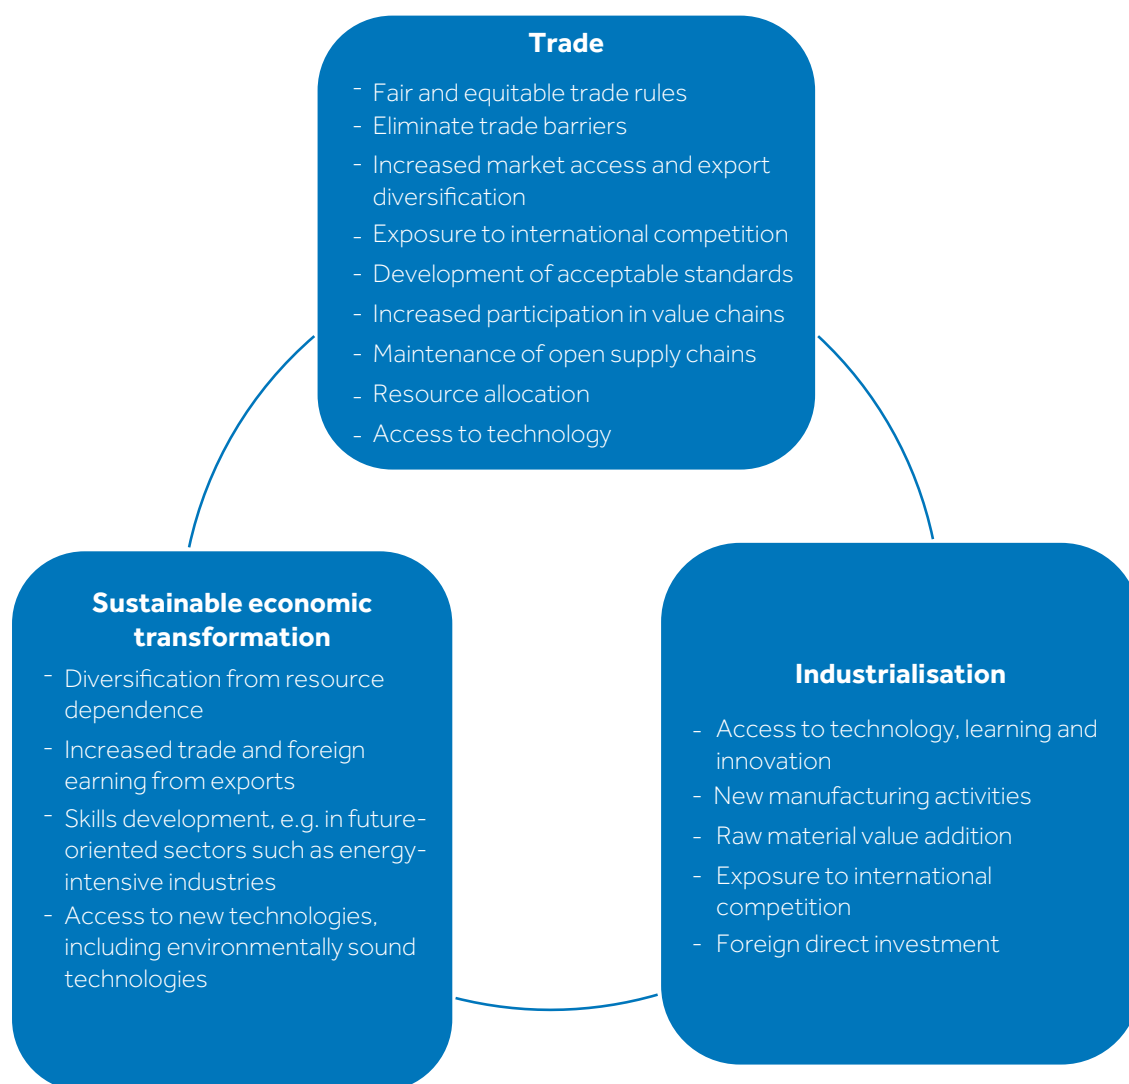 Trade
- Fair and equitable trade rules
- Eliminate trade barriers
- Increased market access and export
diversification
- Exposure to international competition
- Development of acceptable standards
- Increased participation in value chains
- Maintenance of open supply chains
- Resource allocation
- Access to technology
Sustainable economic
transformation
- Diversification from resource
dependence
- Increased trade and foreign
earning from exports
- Skills development, e.g. in future-
oriented sectors such as energy-
intensive industries
- Access to new technologies,
including environmentally sound
technologies
Industrialisation
- Access to technology, learning and
innovation
- New manufacturing activities
- Raw material value addition
- Exposure to international
competition
- Foreign direct investment